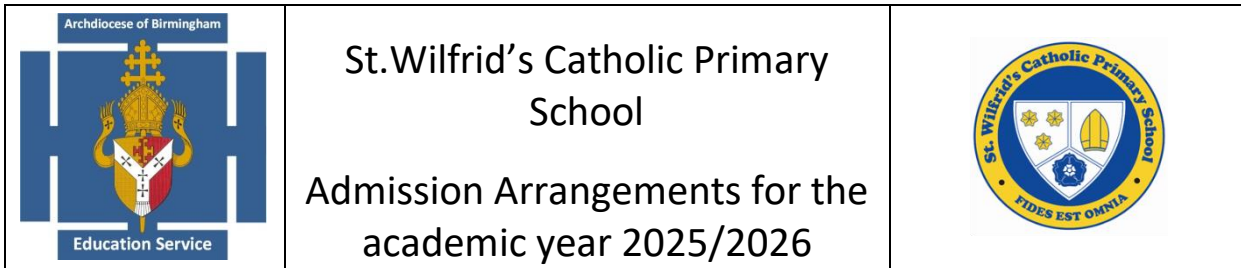 Archdiocese of Birmingham
Education Service
St.Wilfrid's Catholic Primary
School
Admission Arrangements for the
academic year 2025/2026
St. Wilfrid's Catholic Primary School
FIDES EST OMNIA